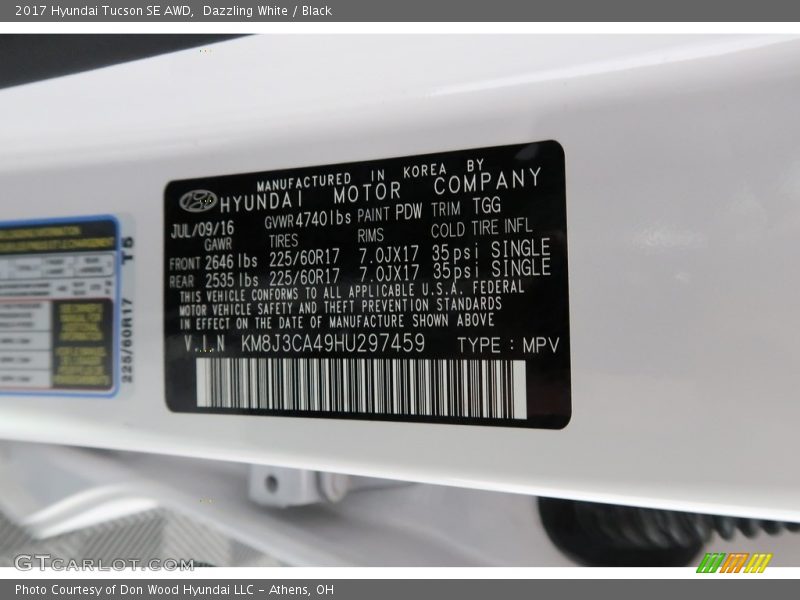 2017 Hyundai Tucson SE AWD, Dazzling White / Black
MANUFACTURED IN KOREA BY
HYUNDAI MOTOR COMPANY
JUL/09/16 GVWR 4740lbs PAINT PDW TRIM TGG
GAWR TIRES RIMS COLD TIRE INFL
FRONT 2646 lbs 225/60R17 7.0JX17 35psi SINGLE
REAR 2535 lbs 225/60R17 7.0JX17 35psi SINGLE
THIS VEHICLE CONFORMS TO ALL APPLICABLE U.S.A. FEDERAL
MOTOR VEHICLE SAFETY AND THEFT PREVENTION STANDARDS
IN EFFECT ON THE DATE OF MANUFACTURE SHOWN ABOVE
V.I.N KM8J3CA49HU297459 TYPE : MPV
225/60R17 T5
GTCARLOT.COM
Photo Courtesy of Don Wood Hyundai LLC - Athens, OH